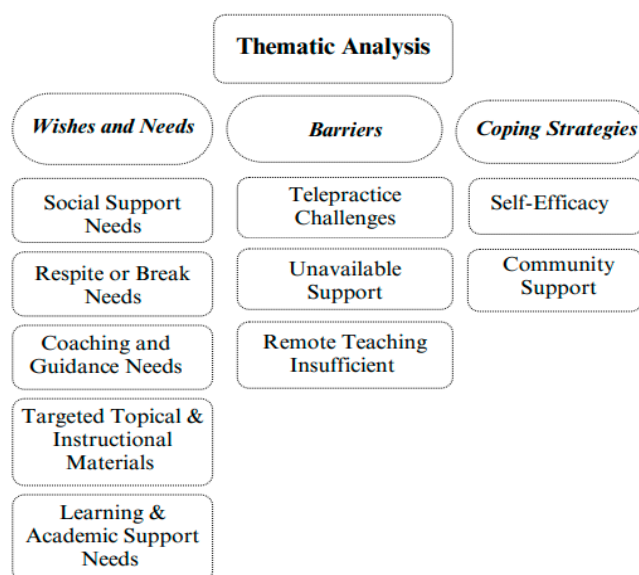 Thematic Analysis
Wishes and Needs
Social Support
Needs
Respite or Break
Needs
Coaching and
Guidance Needs
Targeted Topical &
Instructional
Materials
Learning &
Academic Support
Needs
Barriers
Telepractice
Challenges
Unavailable
Support
Remote Teaching
Insufficient
Coping Strategies
Self-Efficacy
Community
Support